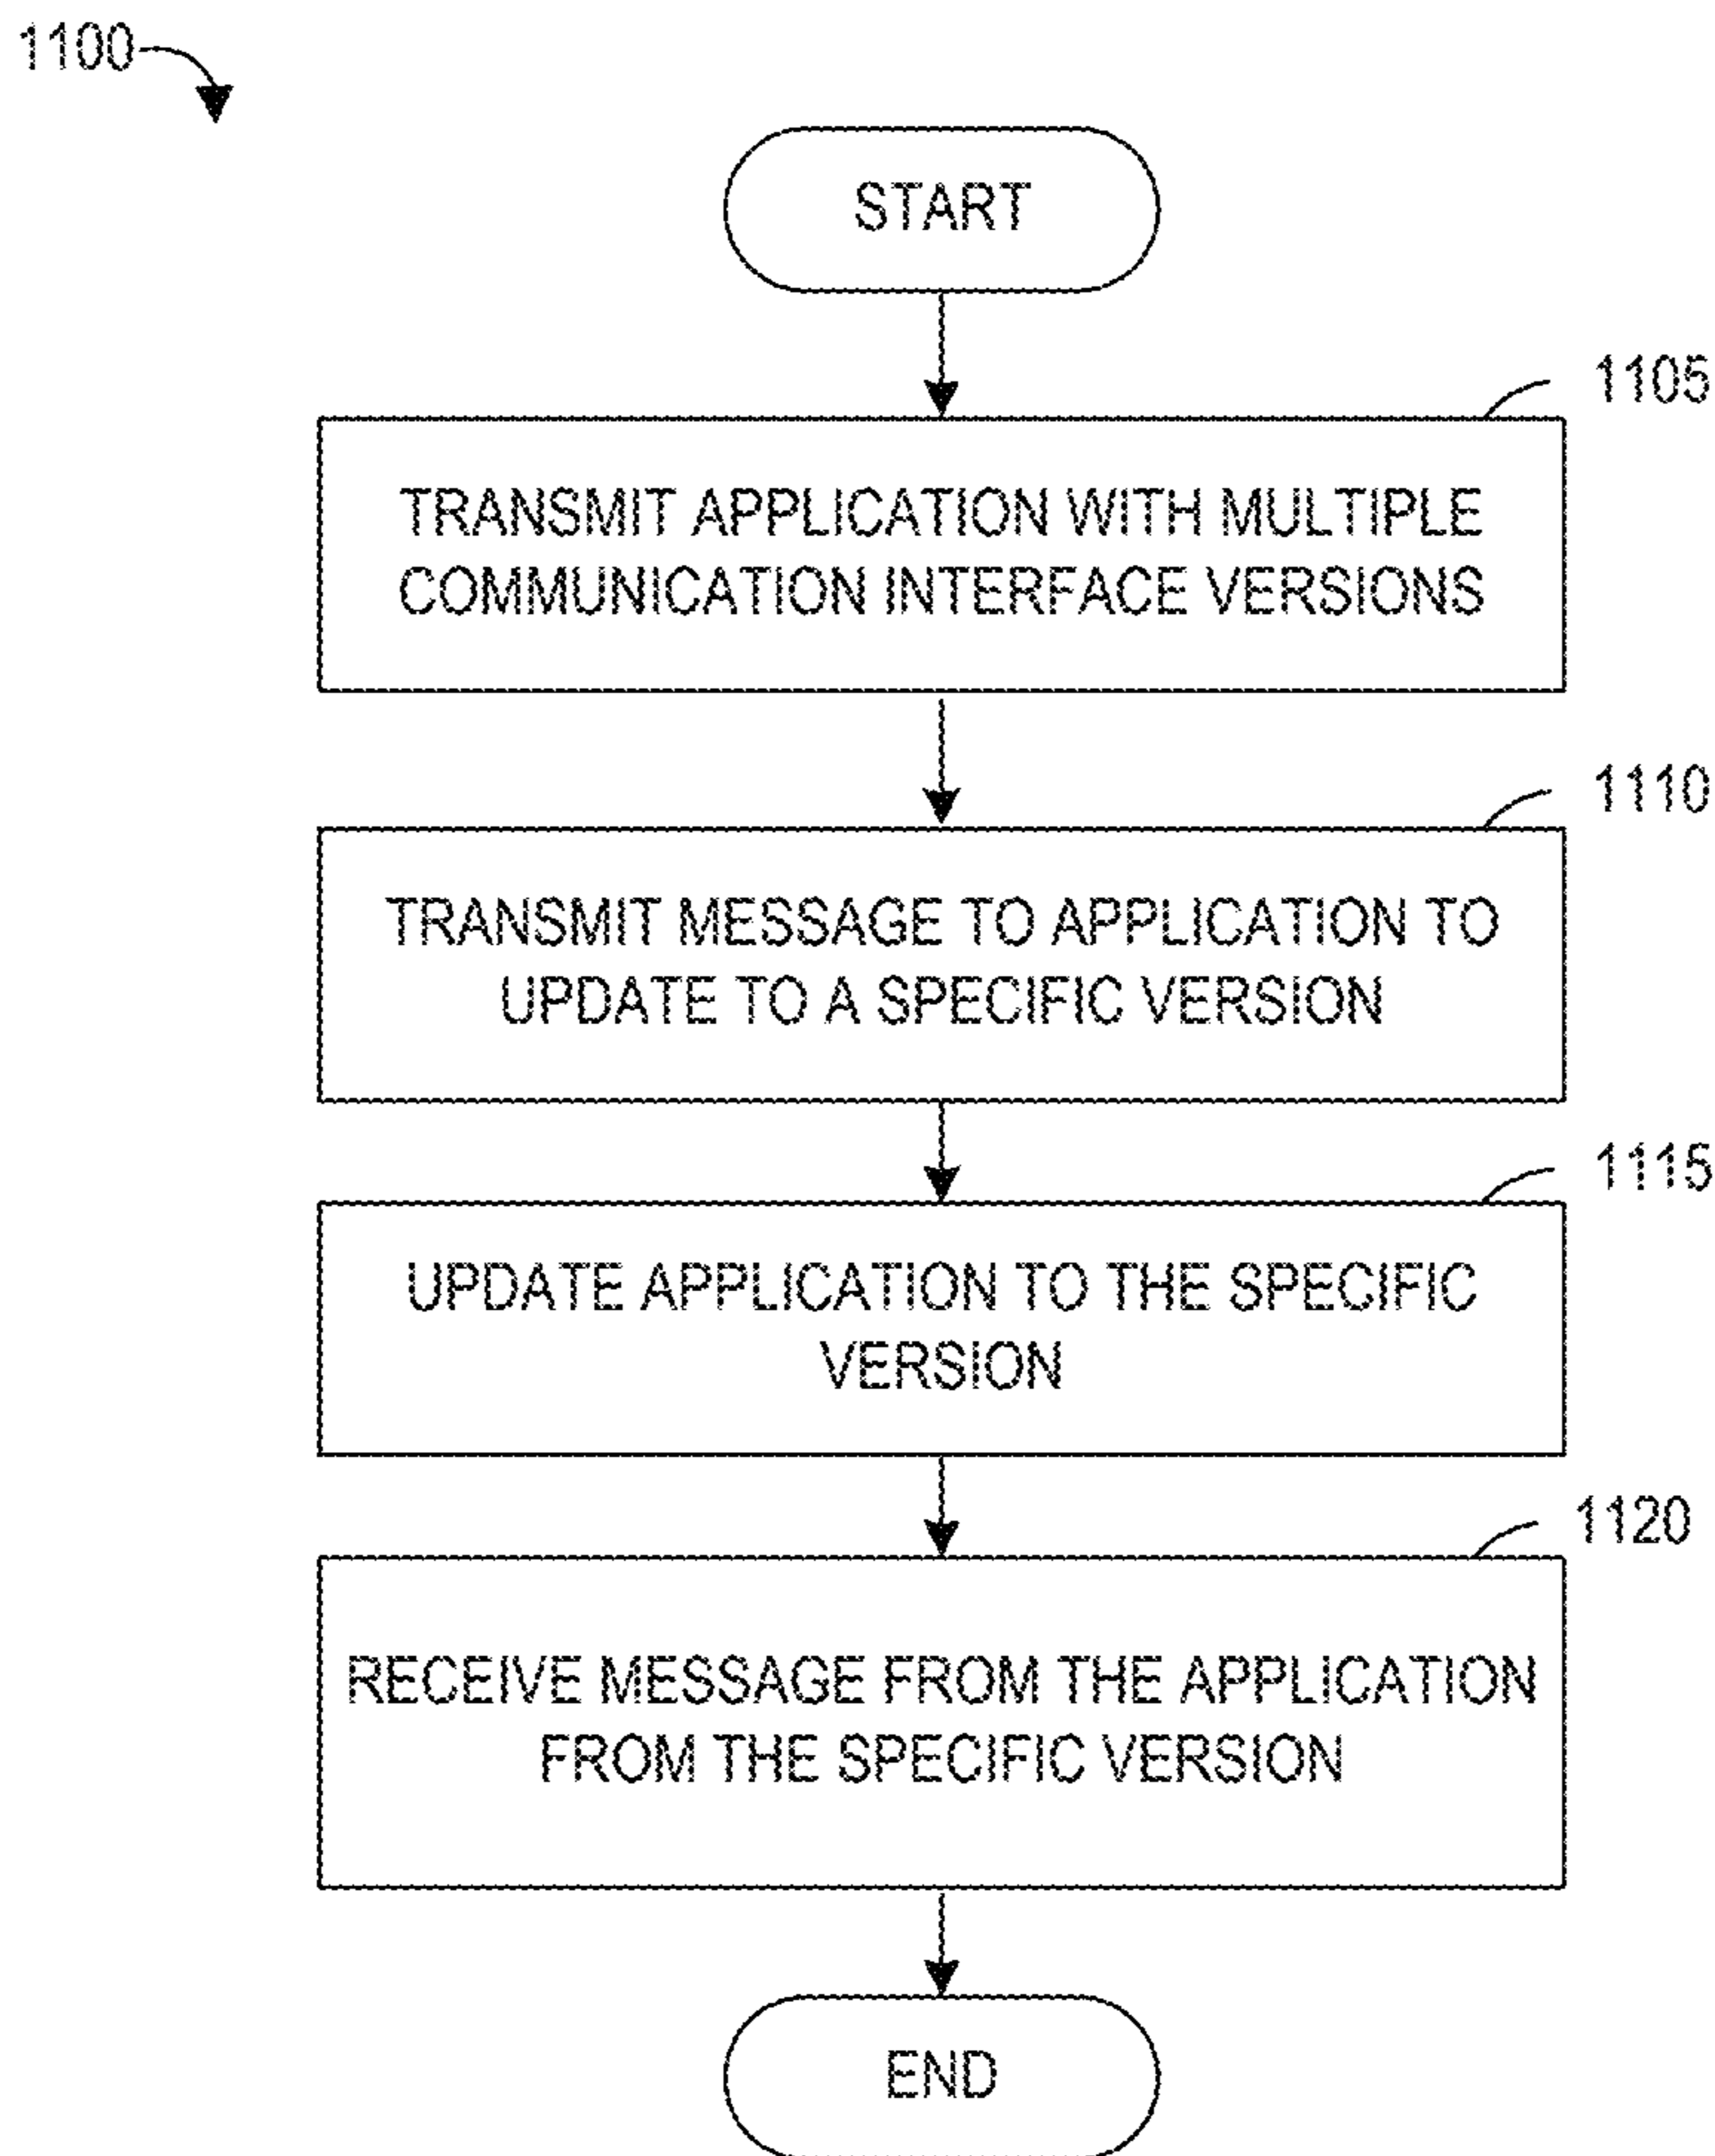 1100
START
1105
TRANSMIT APPLICATION WITH MULTIPLE
COMMUNICATION INTERFACE VERSIONS
1110
TRANSMIT MESSAGE TO APPLICATION TO
UPDATE TO A SPECIFIC VERSION
1115
UPDATE APPLICATION TO THE SPECIFIC
VERSION
1120
RECEIVE MESSAGE FROM THE APPLICATION
FROM THE SPECIFIC VERSION
END